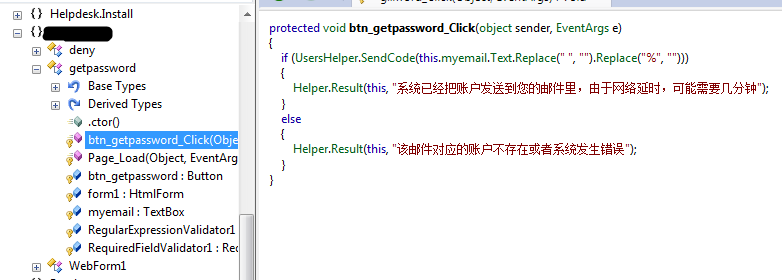 Helpdesk.Install
deny
getpassword
Base Types
Derived Types
.ctor()
btn_getpassword_Click(Obje
Page_Load(Object, EventArg
btn_getpassword : Button
form1 : HtmlForm
myemail : TextBox
RegularExpressionValidator1
RequiredFieldValidator1 : Rec
WebForm1
protected void btn_getpassword_Click(object sender, EventArgs e)
{
if (UsersHelper.SendCode(this.myemail.Text.Replace(" ", "").Replace("%", "")))
{
Helper.Result(this, "系统已经把账户发送到您的邮件里，由于网络延时，可能需要几分钟");
}
else
{
Helper.Result(this, "该邮件对应的账户不存在或者系统发生错误");
}
}